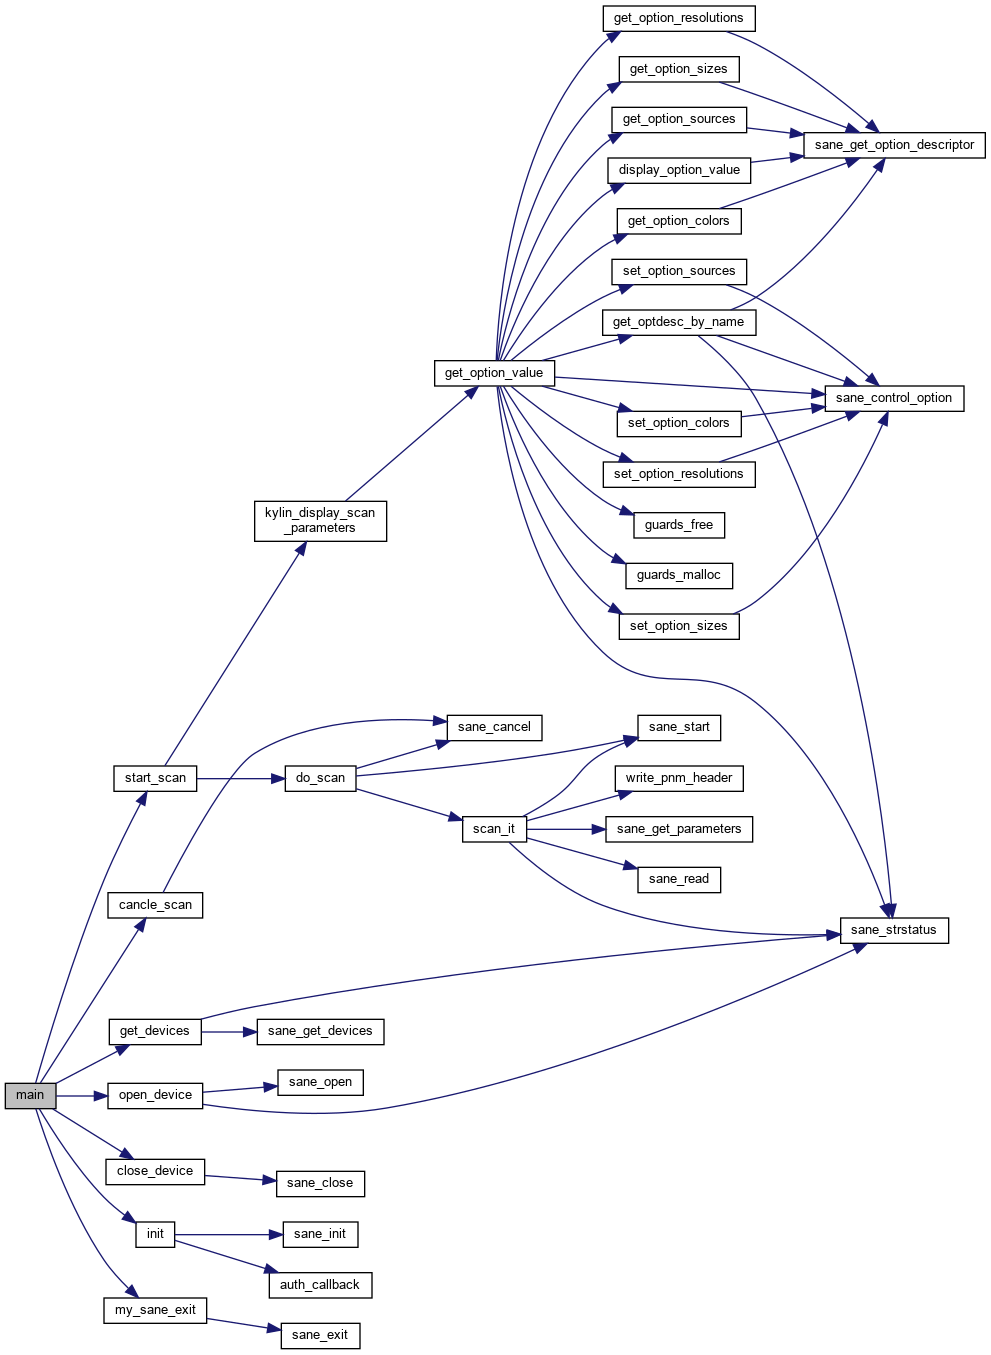 get_option_resolutions
get_option_sizes
get_option_sources
sane_get_option_descriptor
display_option_value
get_option_colors
set_option_sources
get_optdesc_by_name
get_option_value
sane_control_option
set_option_colors
set_option_resolutions
kylin_display_scan
_parameters
guards_free
guards_malloc
set_option_sizes
sane_cancel
sane_start
start_scan
do_scan
write_pnm_header
scan_it
sane_get_parameters
sane_read
cancle_scan
sane_strstatus
get_devices
sane_get_devices
sane_open
main
open_device
close_device
sane_close
init
sane_init
auth_callback
my_sane_exit
sane_exit